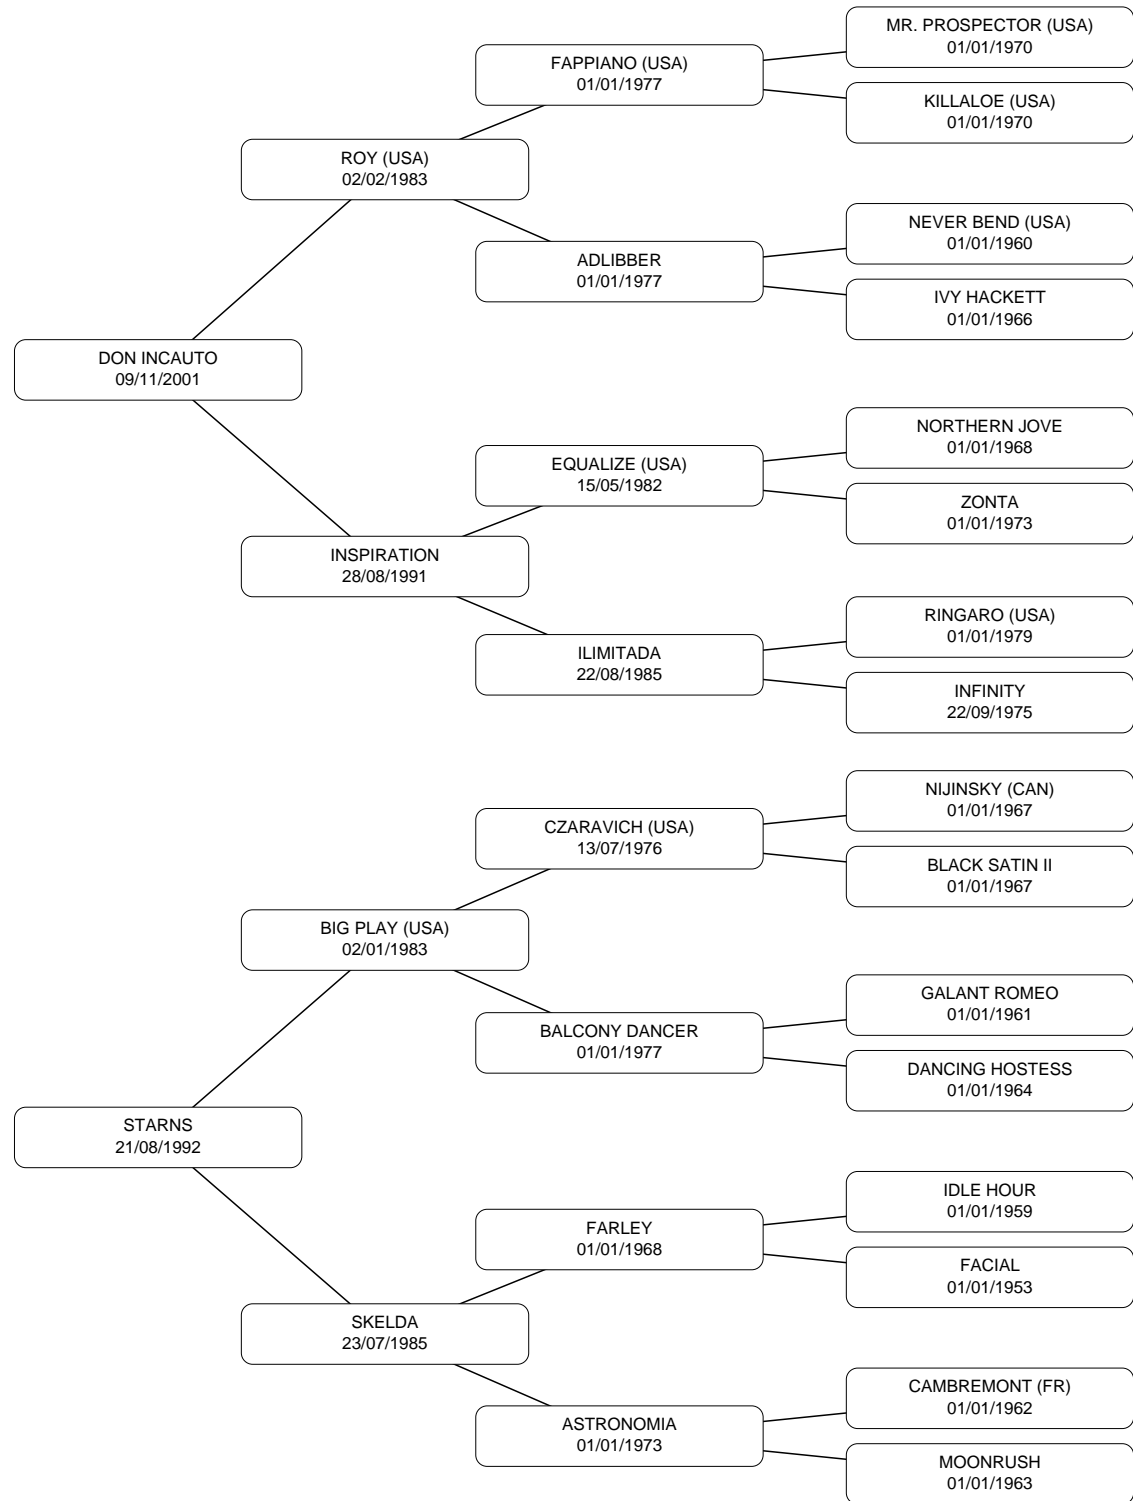 MR. PROSPECTOR (USA)
01/01/1970
FAPPIANO (USA)
01/01/1977
KILLALOE (USA)
01/01/1970
ROY (USA)
02/02/1983
NEVER BEND (USA)
01/01/1960
ADLIBBER
01/01/1977
IVY HACKETT
01/01/1966
DON INCAUTO
09/11/2001
NORTHERN JOVE
01/01/1968
EQUALIZE (USA)
15/05/1982
ZONTA
01/01/1973
INSPIRATION
28/08/1991
RINGARO (USA)
01/01/1979
ILIMITADA
22/08/1985
INFINITY
22/09/1975
NIJINSKY (CAN)
01/01/1967
CZARAVICH (USA)
13/07/1976
BLACK SATIN II
01/01/1967
BIG PLAY (USA)
02/01/1983
GALANT ROMEO
01/01/1961
BALCONY DANCER
01/01/1977
DANCING HOSTESS
01/01/1964
STARNS
21/08/1992
IDLE HOUR
01/01/1959
FARLEY
01/01/1968
FACIAL
01/01/1953
SKELDA
23/07/1985
CAMBREMONT (FR)
01/01/1962
ASTRONOMIA
01/01/1973
MOONRUSH
01/01/1963